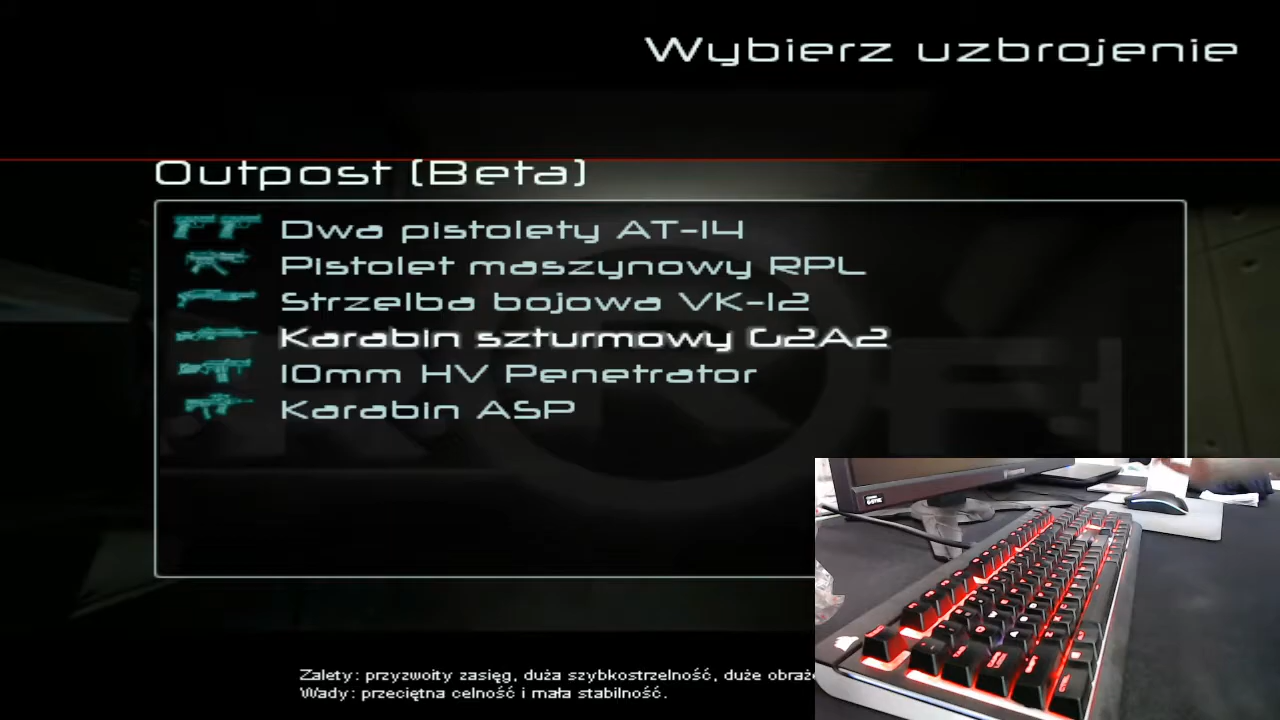 Wybierz uzbrojenie
Outpost (Beta)
Dwa pistolety AT-14
Pistolet maszynowy RPL
Strzelba bojowa VK-12
Karabin szturmowy G2A2
10mm HV Penetrator
Karabin ASP
Zalety: przyzwoity zasięg, duża szybkostrzelność, duże
Wady: przeciętna celność i mała stabilność.